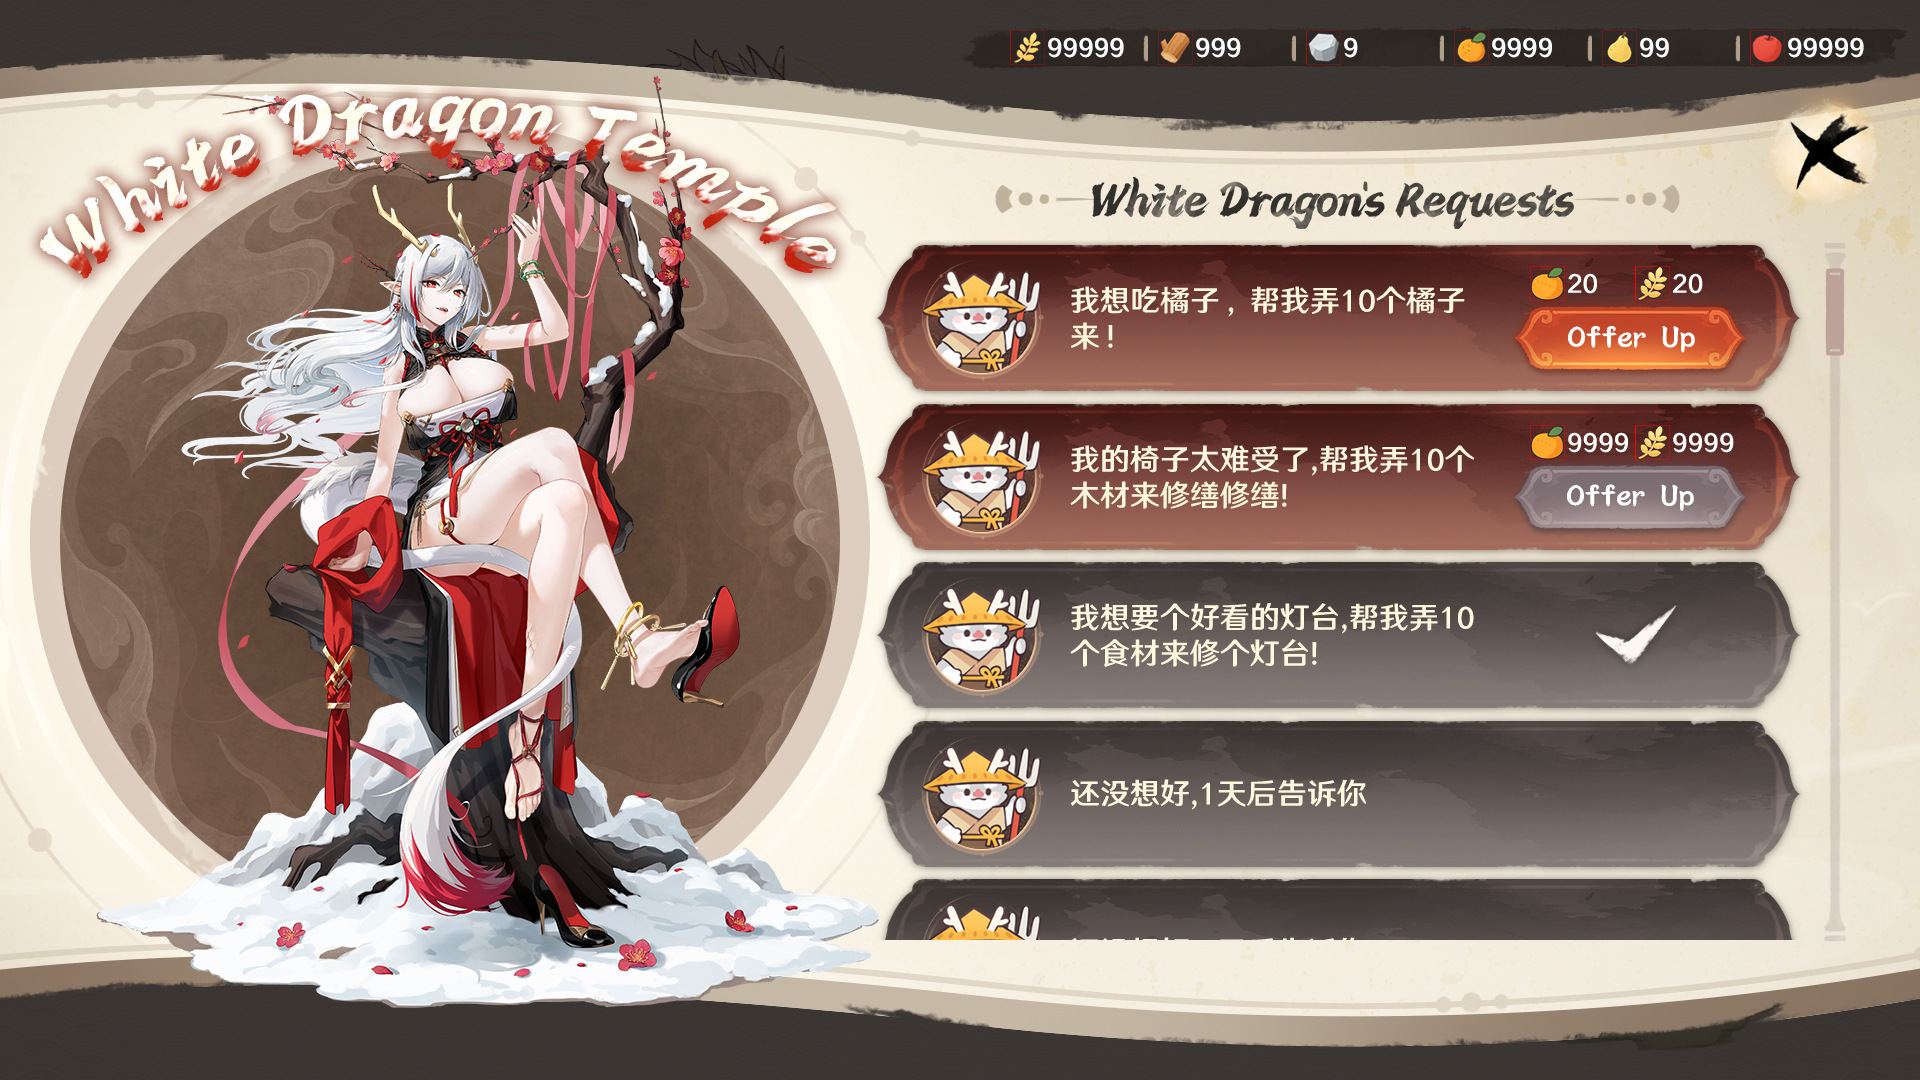 99999 999 9 9999 99 99999
White Dragon Temple
White Dragon's Requests
我想吃橘子，帮我弄10个橘子
来！
20 20
Offer Up
我的椅子太难受了,帮我弄10个
木材来修缮修缮!
9999 9999
Offer Up
我想要个好看的灯台,帮我弄10
个食材来修个灯台!
还没想好,1天后告诉你